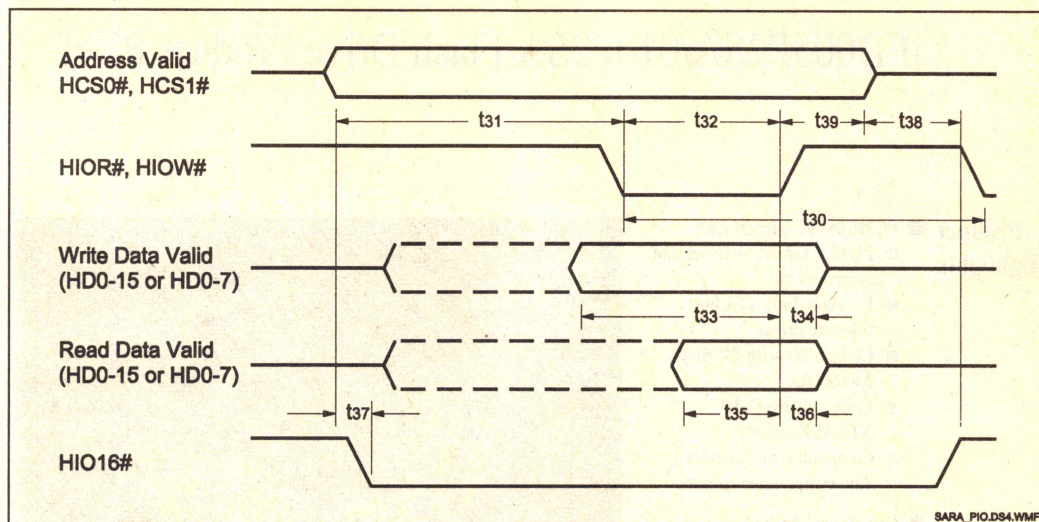 Address Valid
HCS0#, HCS1#
t31
t32
t39
t38
HIOR#, HIOW#
t30
Write Data Valid
(HD0-15 or HD0-7)
t33
t34
Read Data Valid
(HD0-15 or HD0-7)
t37
t35
t36
HIO16#
SARA_PIO.DS4.WMF